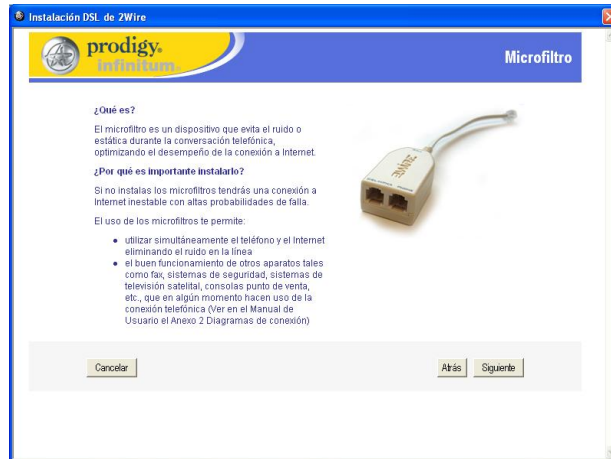 Instalación DSL de 2Wire
prodigy.
infinitum.
Microfiltro
¿Qué es?
El microfiltro es un dispositivo que evita el ruido o
estática durante la conversación telefónica,
optimizando el desempeño de la conexión a Internet.
¿Por qué es importante instalarlo?
Si no instalas los microfiltros tendrás una conexión a
Internet inestable con altas probabilidades de falla.
El uso de los microfiltros te permite:
utilizar simultáneamente el teléfono y el Internet
eliminando el ruido en la línea
el buen funcionamiento de otros aparatos tales
como fax, sistemas de seguridad, sistemas de
televisión satelital, consolas punto de venta,
etc., que en algún momento hacen uso de la
conexión telefónica (Ver en el Manual de
Usuario el Anexo 2 Diagramas de conexión)
2WIRE
Cancelar
Atrás
Siguiente